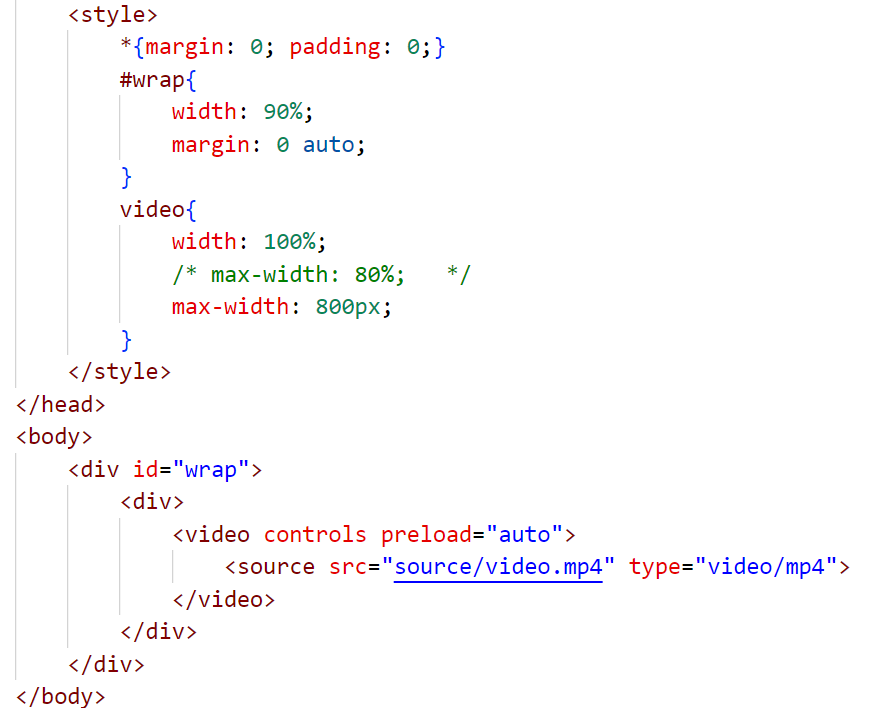 <style>
*{margin: 0; padding: 0;}
#wrap{
width: 90%;
margin: 0 auto;
}
video{
width: 100%;
/* max-width: 80%;   */
max-width: 800px;
}
</style>
</head>
<body>
<div id="wrap">
<div>
<video controls preload="auto">
<source src="source/video.mp4" type="video/mp4">
</video>
</div>
</div>
</body>